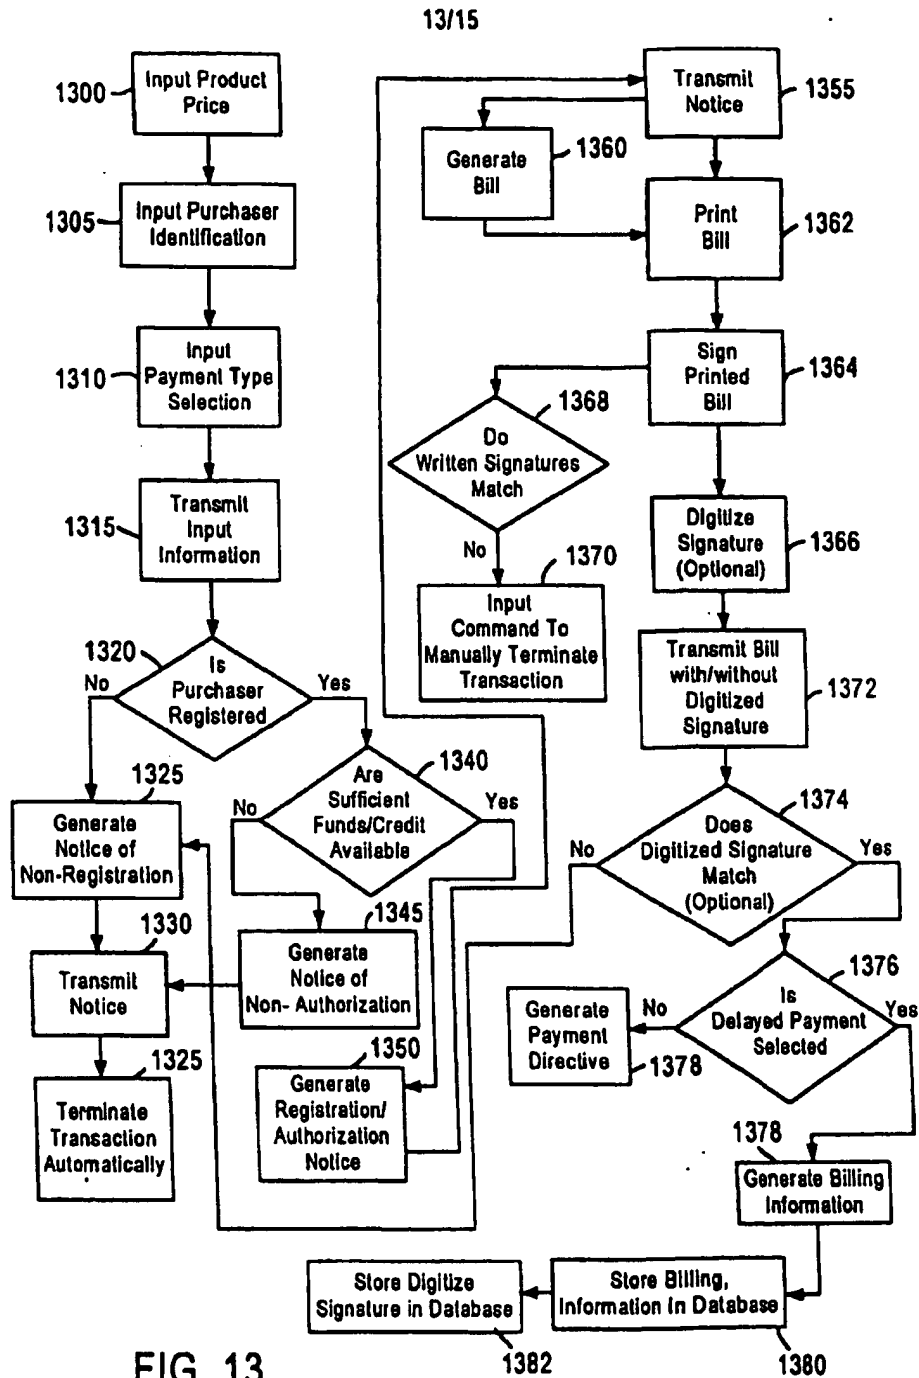 13/15
1300
Input Product
Price
1305
Input Purchaser
Identification
1310
Input
Payment Type
Selection
1315
Transmit
Input
Information
1320
Is
Purchaser
Registered
No
Yes
1325
Generate
Notice of
Non-Registration
1330
Transmit
Notice
1325
Terminate
Transaction
Automatically
1340
Are
Sufficient
Funds/Credit
Available
No
Yes
1345
Generate
Notice of
Non-Authorization
1350
Generate
Registration/
Authorization
Notice
Transmit
Notice
1355
Generate
Bill
1360
Print
Bill
1362
Sign
Printed
Bill
1364
1368
Do
Written Signatures
Match
No
1370
Input
Command To
Manually Terminate
Transaction
Digitize
Signature
(Optional)
1366
Transmit Bill
with/without
Digitized
Signature
1372
1374
Does
Digitized Signature
Match
(Optional)
No
Yes
1376
Is
Delayed Payment
Selected
No
Yes
Generate
Payment
Directive
1378
1378
Generate Billing
Information
Store Billing,
Information In Database
1380
Store Digitize
Signature in Database
1382
FIG. 13